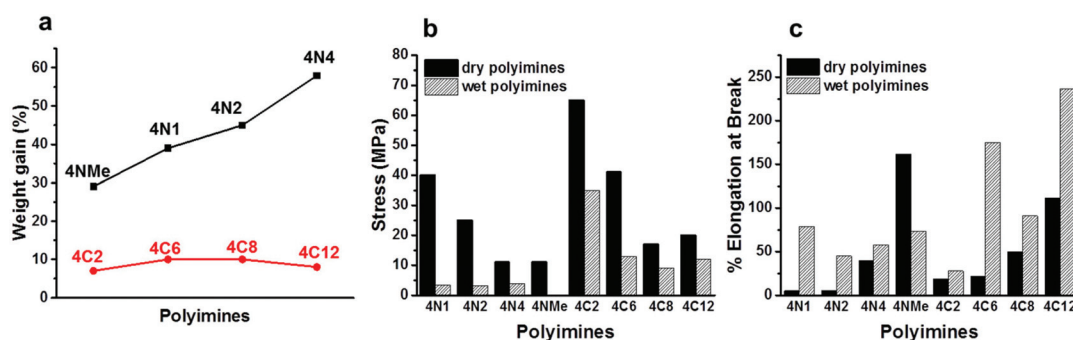 a
Weight gain (%)
60
50
40
30
20
10
0
4NMe
4N1
4N2
4N4
4C2
4C6
4C8
4C12
Polyimines
b
Stress (MPa)
80
70
60
50
40
30
20
10
0
dry polyimines
wet polyimines
4N1 4N2 4N4 4NMe 4C2 4C6 4C8 4C12
Polyimines
c
% Elongation at Break
250
200
150
100
50
0
dry polyimines
wet polyimines
4N1 4N2 4N4 4NMe 4C2 4C6 4C8 4C12
Polyimines